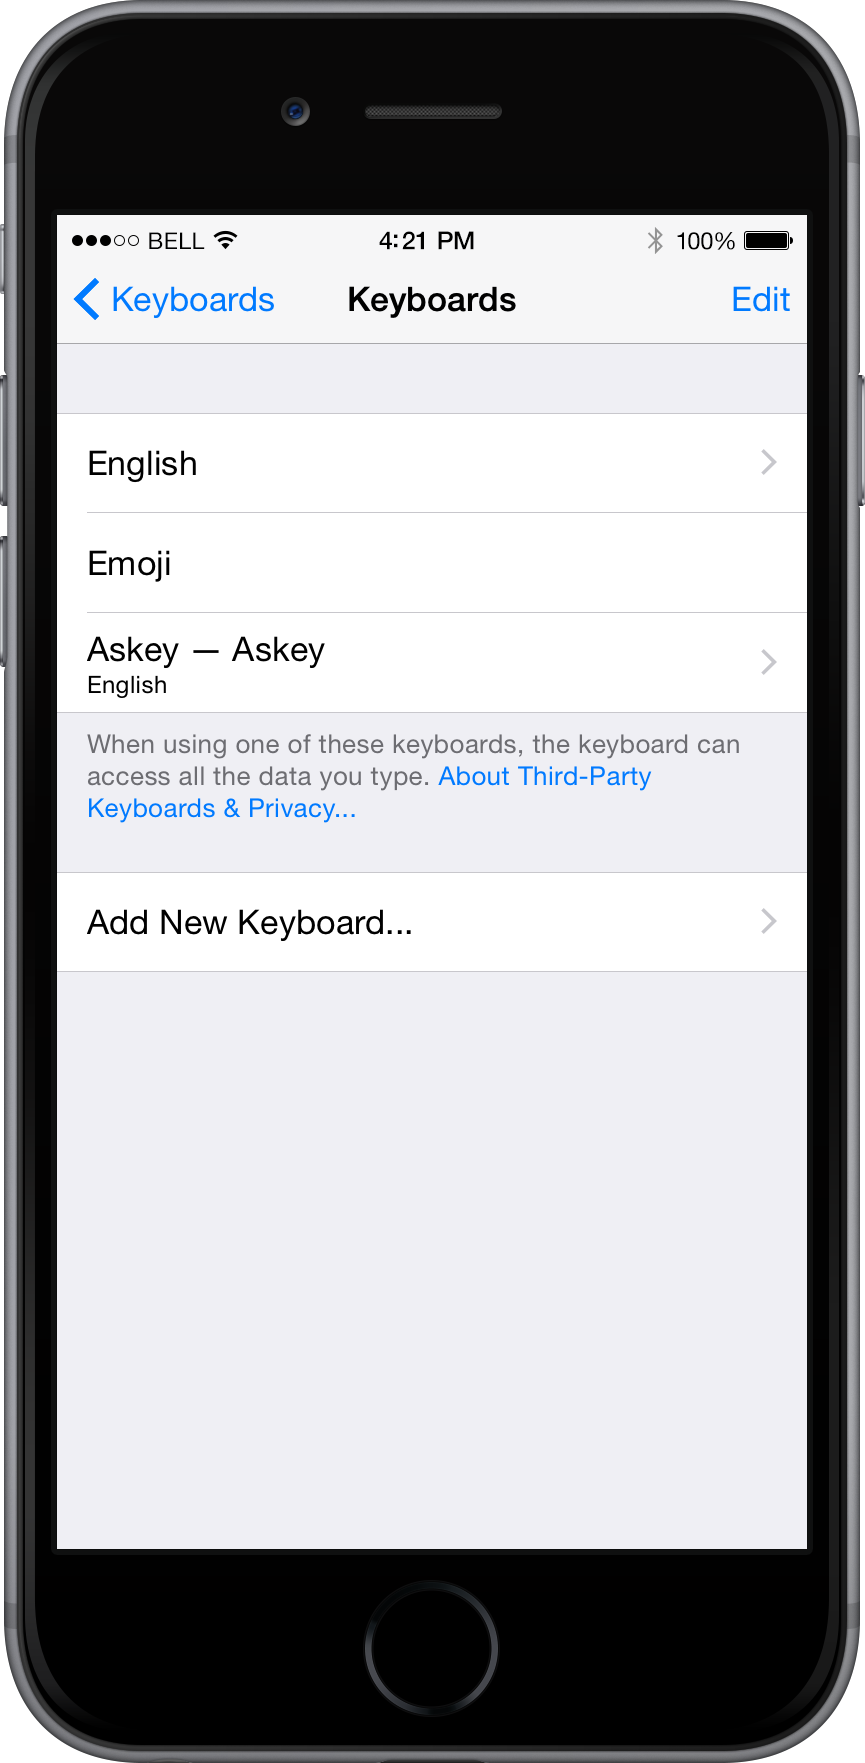 BELL 4:21 PM 100%
Keyboards Keyboards Edit
English
Emoji
Askey — Askey
English
When using one of these keyboards, the keyboard can
access all the data you type. About Third-Party
Keyboards & Privacy...
Add New Keyboard...